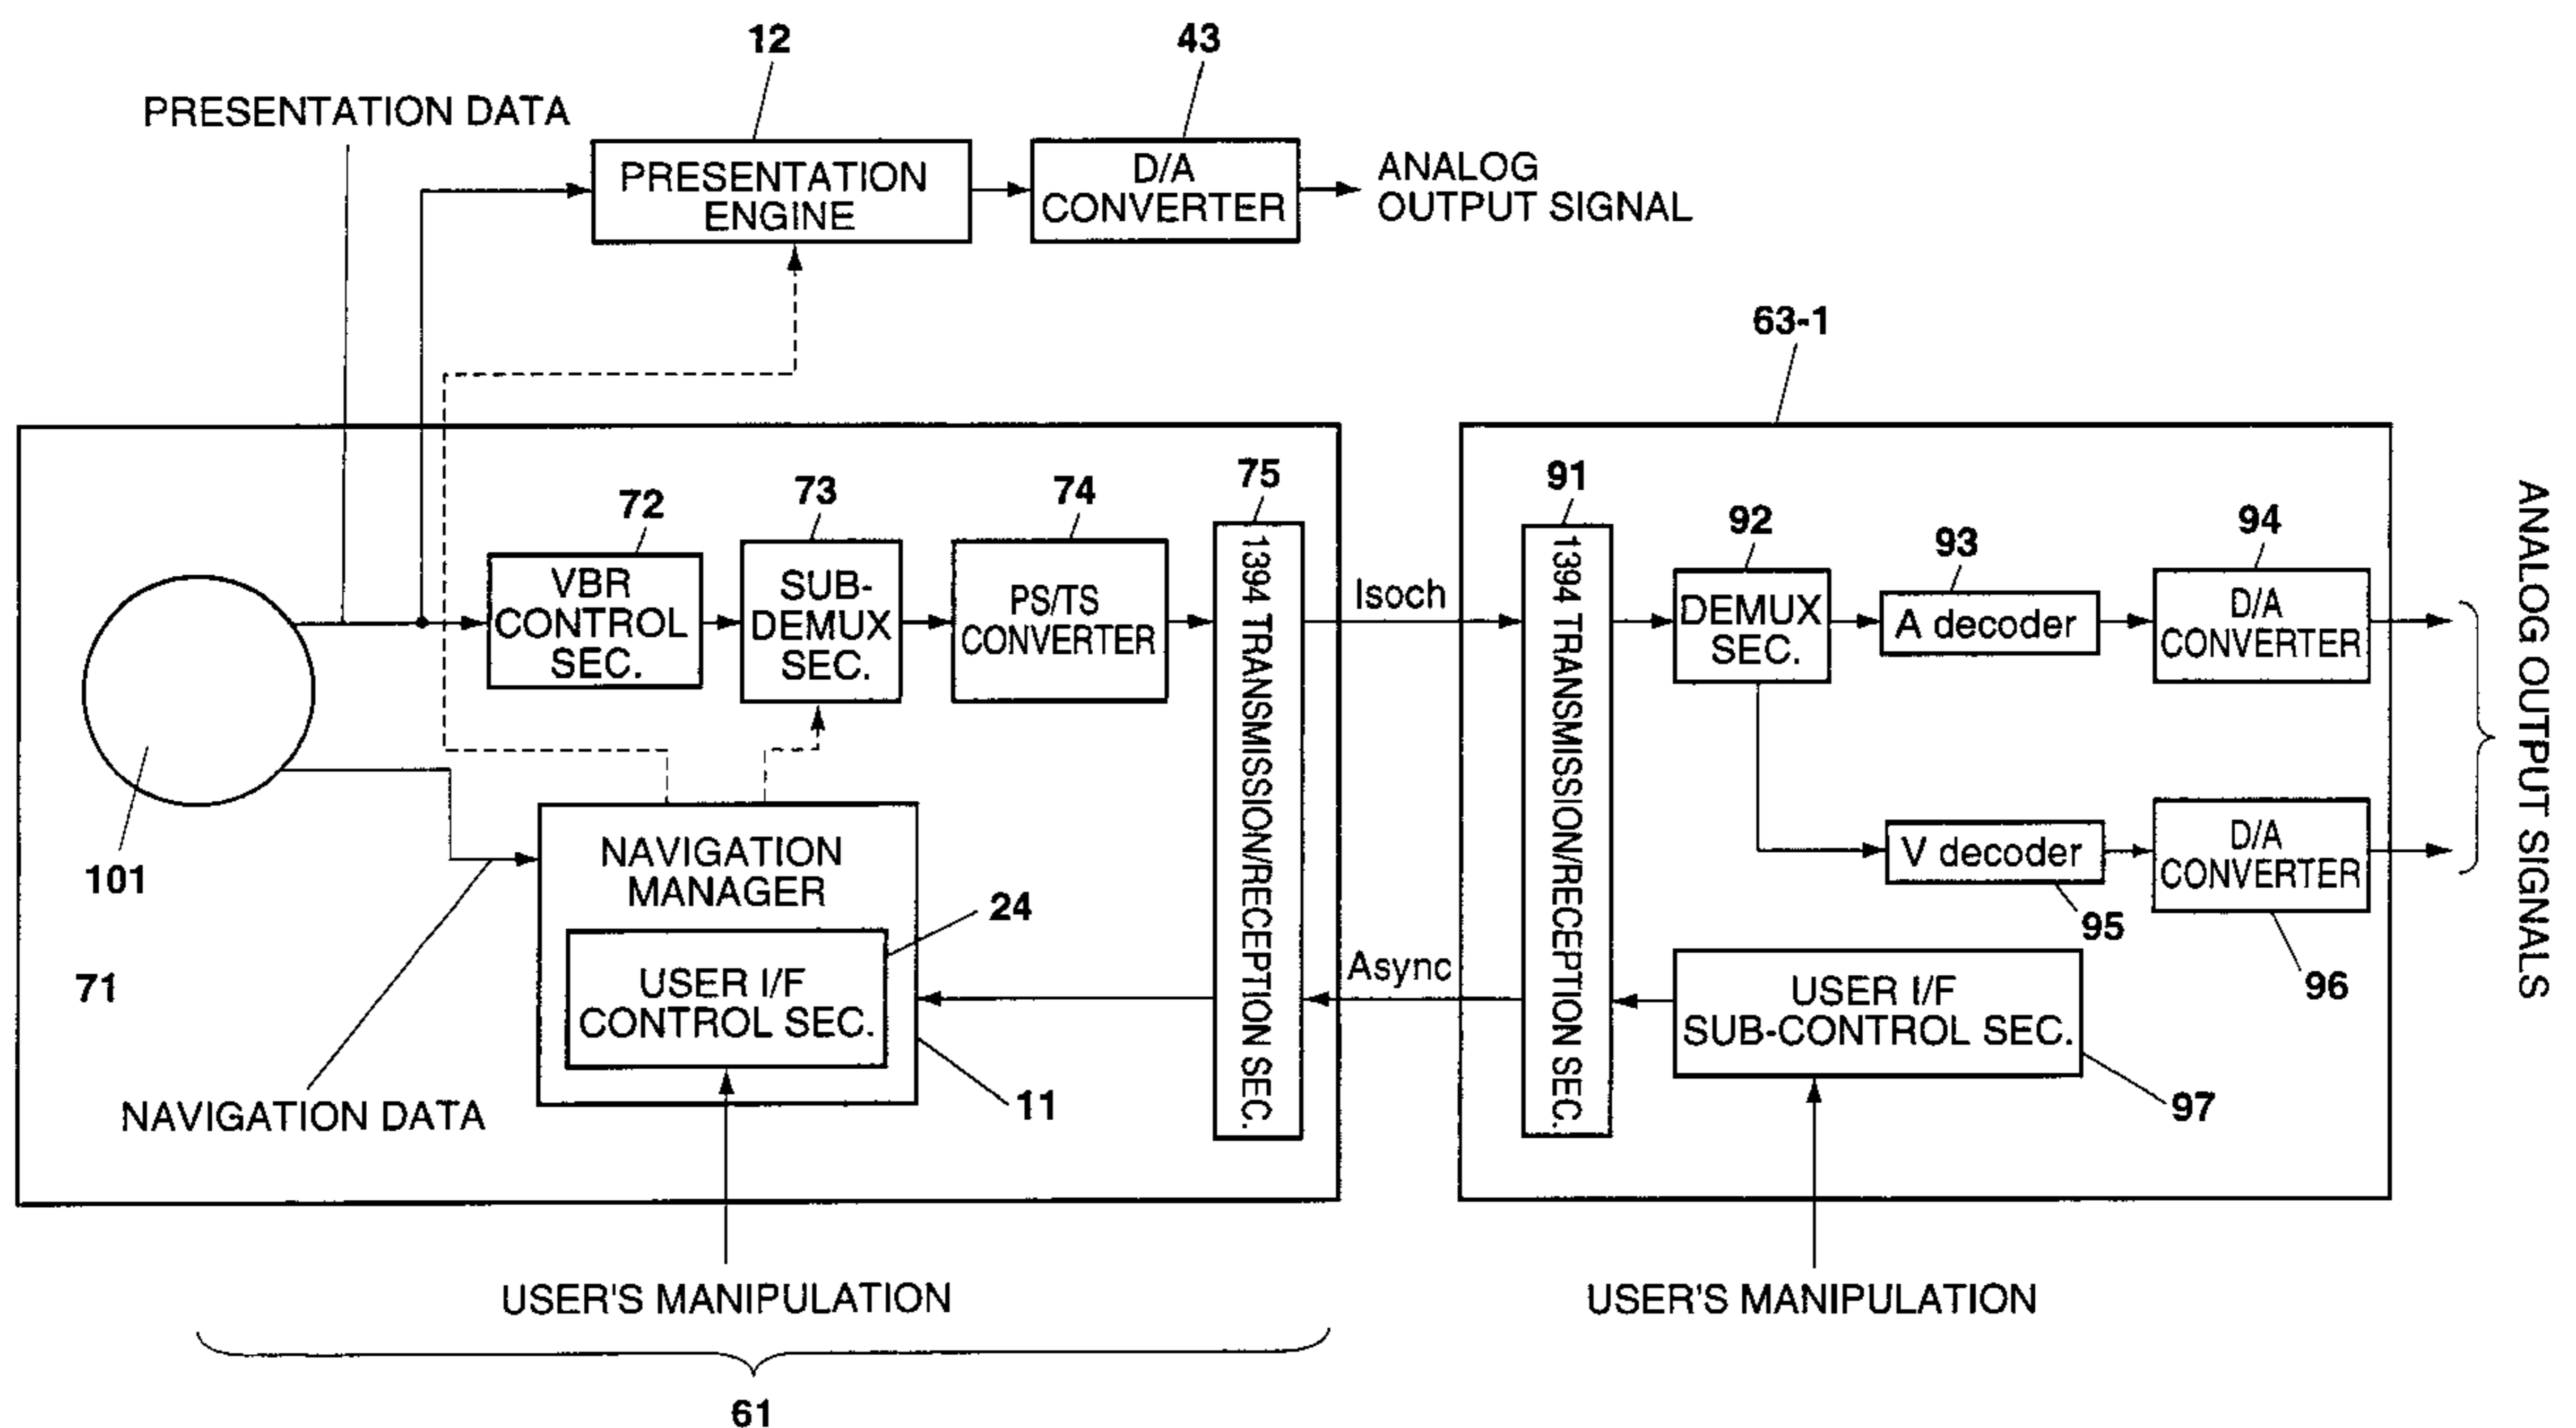 12
43
PRESENTATION DATA
PRESENTATION
ENGINE
D/A
CONVERTER
ANALOG
OUTPUT SIGNAL
63-1
72
73
74
75
VBR
CONTROL
SEC.
SUB-
DEMUX
SEC.
PS/TS
CONVERTER
1394 TRANSMISSION/RECEPTION SEC.
Isoch
Async
91
92
93
94
1394 TRANSMISSION/RECEPTION SEC.
DEMUX
SEC.
A decoder
D/A
CONVERTER
V decoder
D/A
CONVERTER
95
96
ANALOG OUTPUT SIGNALS
101
71
NAVIGATION
MANAGER
24
USER I/F
CONTROL SEC.
11
NAVIGATION DATA
USER I/F
SUB-CONTROL SEC.
97
USER'S MANIPULATION
USER'S MANIPULATION
61